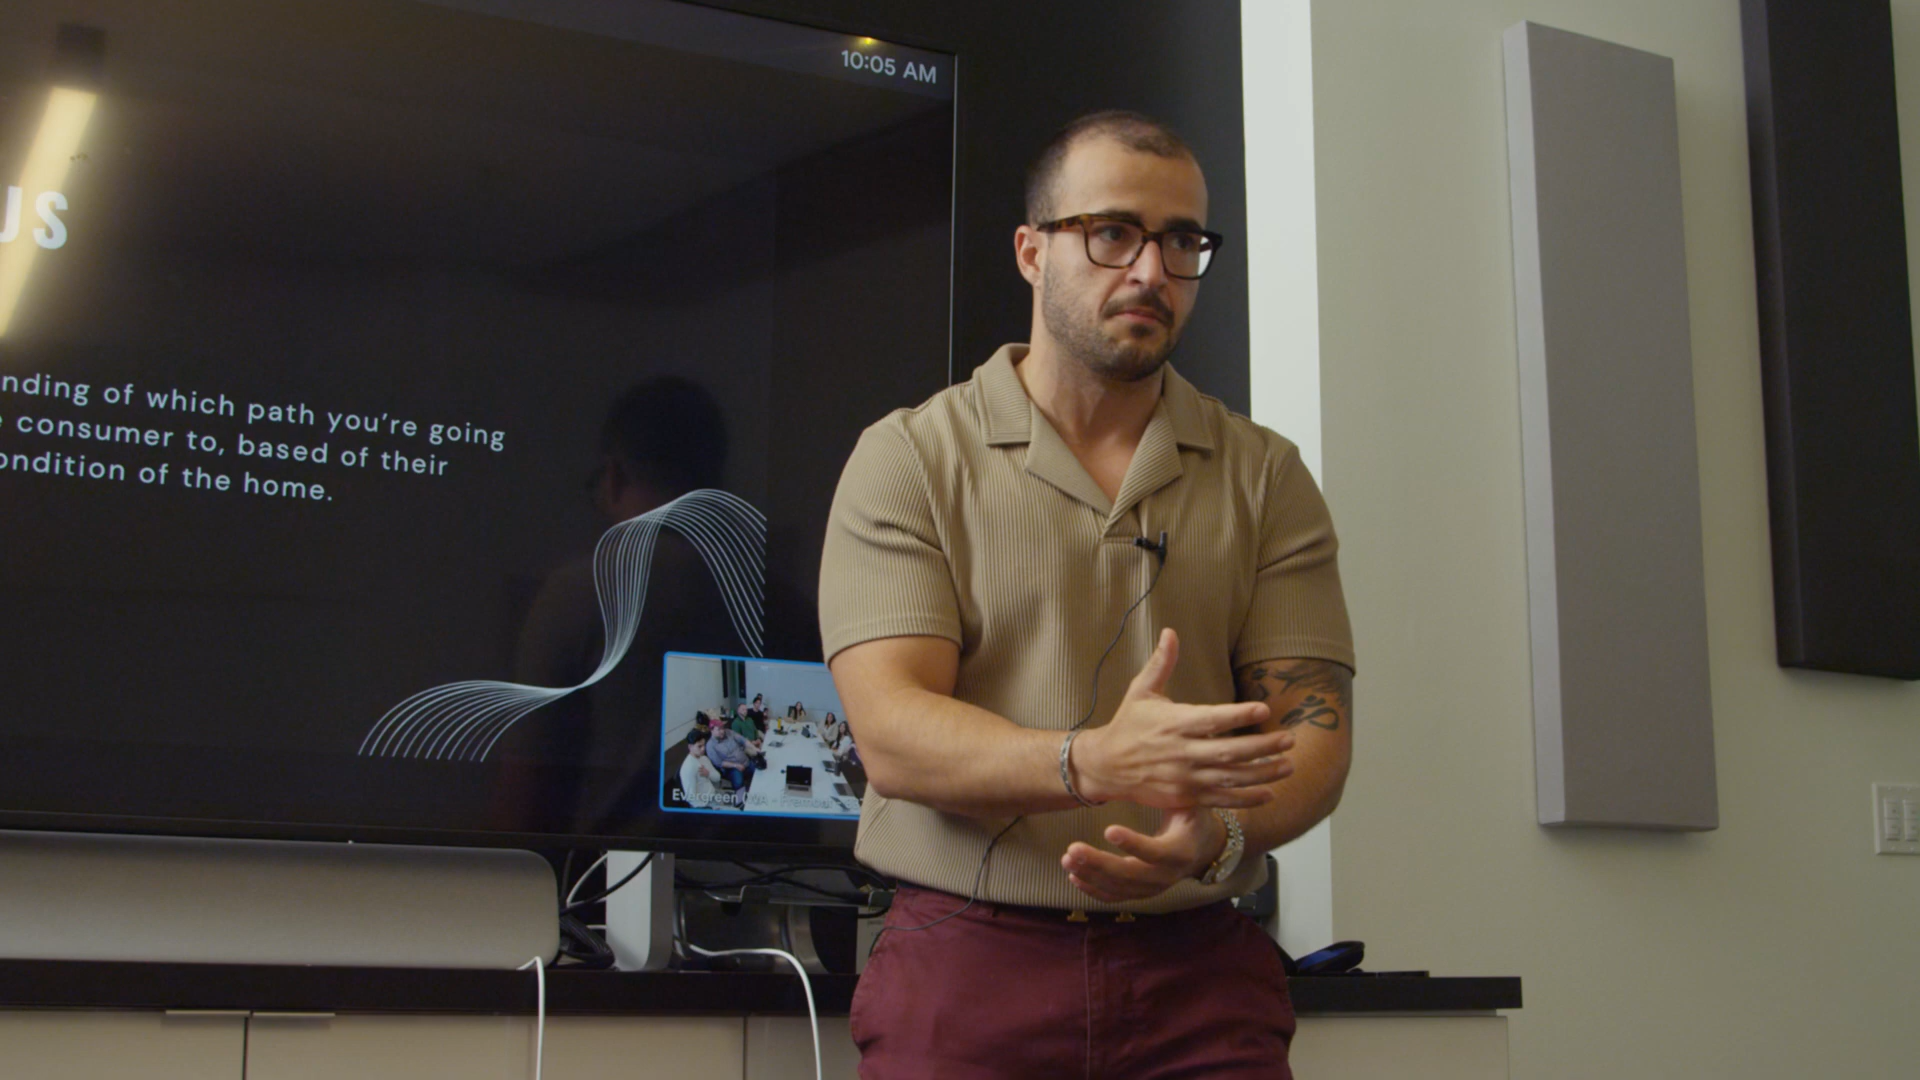 10:05 AM
US
nding of which path you're going
consumer to, based of their
ondition of the home.
Evergreen